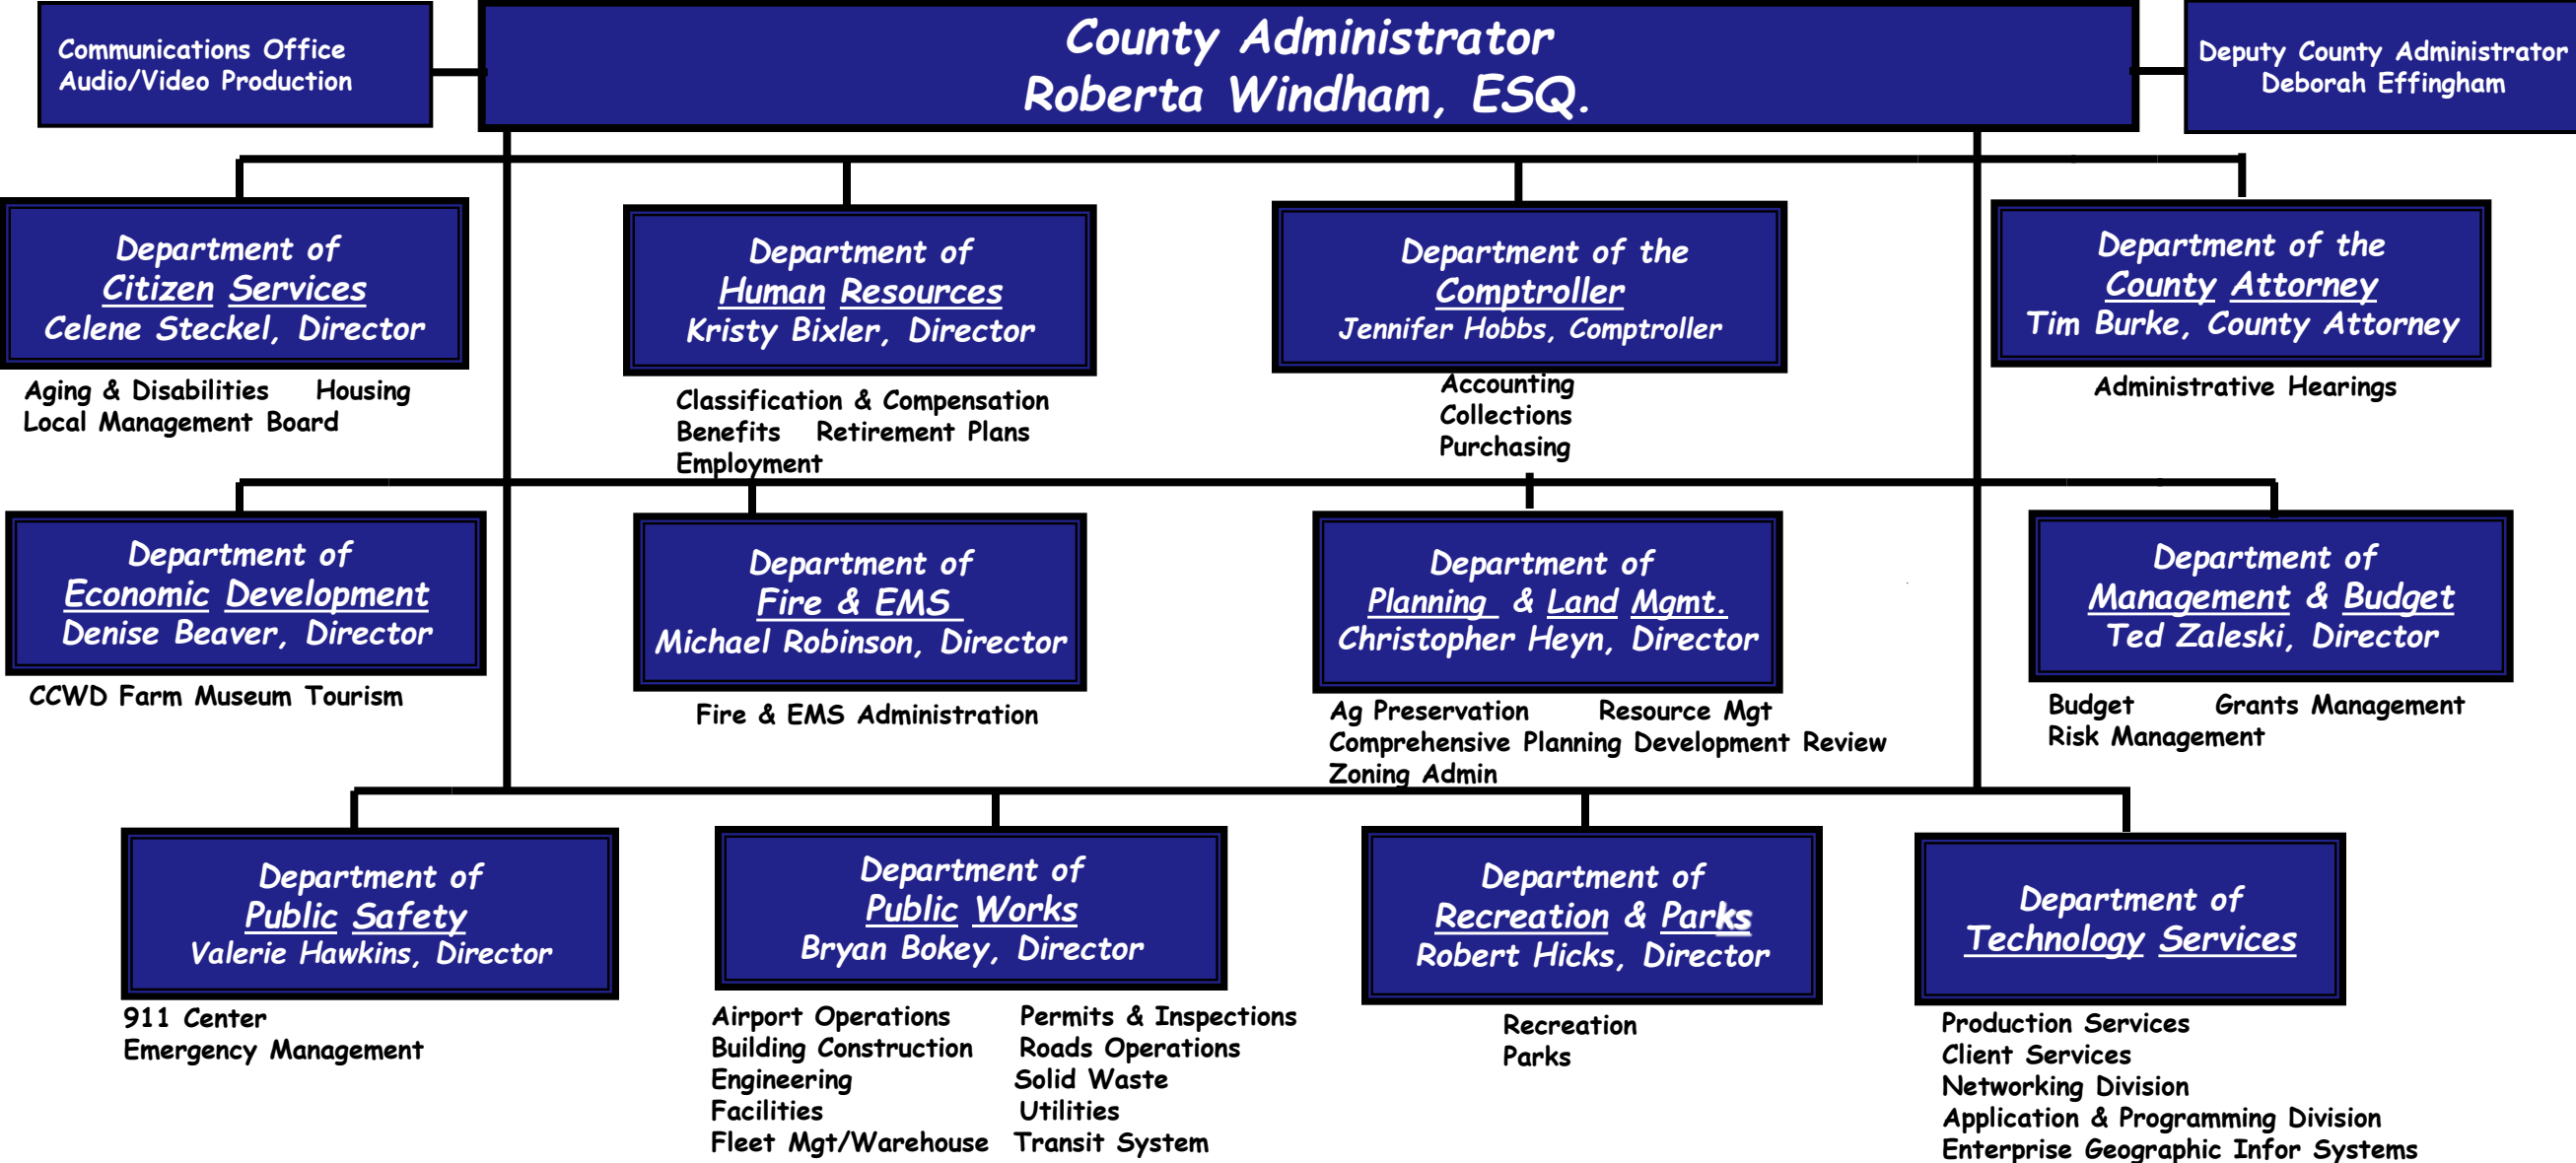 Communications Office
Audio/Video Production
County Administrator
Roberta Windham, ESQ.
Deputy County Administrator
Deborah Effingham
Department of
Citizen Services
Celene Steckel, Director
Aging & Disabilities Housing
Local Management Board
Department of
Human Resources
Kristy Bixler, Director
Classification & Compensation
Benefits Retirement Plans
Employment
Department of the
Comptroller
Jennifer Hobbs, Comptroller
Accounting
Collections
Purchasing
Department of the
County Attorney
Tim Burke, County Attorney
Administrative Hearings
Department of
Economic Development
Denise Beaver, Director
CCWD Farm Museum Tourism
Department of
Fire & EMS
Michael Robinson, Director
Fire & EMS Administration
Department of
Planning & Land Mgmt.
Christopher Heyn, Director
Ag Preservation Resource Mgt
Comprehensive Planning Development Review
Zoning Admin
Department of
Management & Budget
Ted Zaleski, Director
Budget Grants Management
Risk Management
Department of
Public Safety
Valerie Hawkins, Director
911 Center
Emergency Management
Department of
Public Works
Bryan Bokey, Director
Airport Operations Permits & Inspections
Building Construction Roads Operations
Engineering Solid Waste
Facilities Utilities
Fleet Mgt/Warehouse Transit System
Department of
Recreation & Parks
Robert Hicks, Director
Recreation
Parks
Department of
Technology Services
Production Services
Client Services
Networking Division
Application & Programming Division
Enterprise Geographic Infor Systems